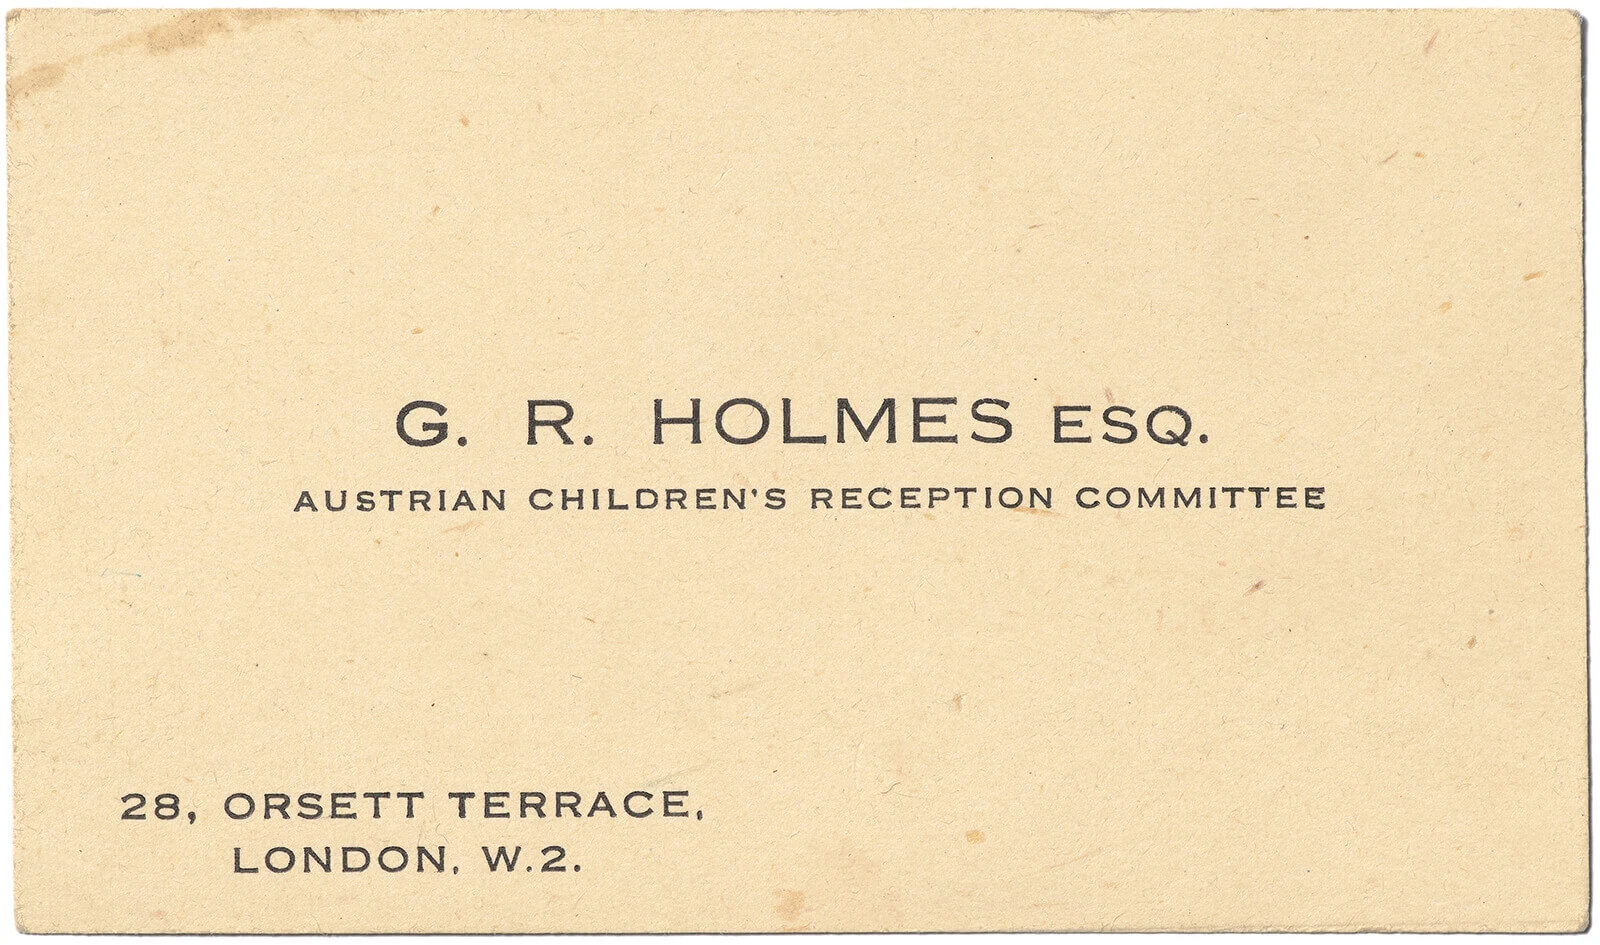 G. R. HOLMES ESQ.
AUSTRIAN CHILDREN'S RECEPTION COMMITTEE
28, ORSETT TERRACE,
LONDON, W.2.